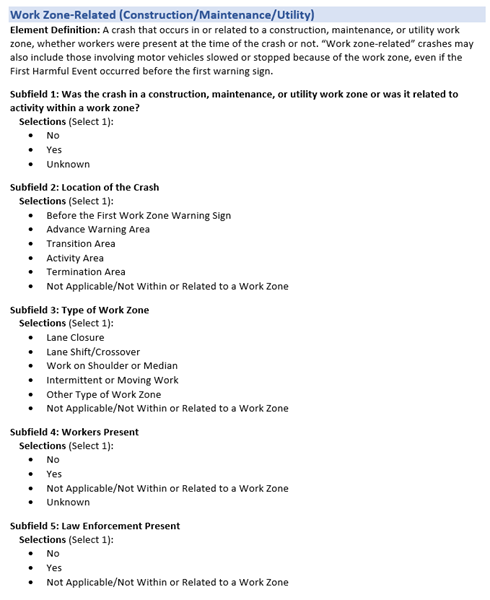 Work Zone-Related (Construction/Maintenance/Utility)
Element Definition: A crash that occurs in or related to a construction, maintenance, or utility work
zone, whether workers were present at the time of the crash or not. “Work zone-related” crashes may
also include those involving motor vehicles slowed or stopped because of the work zone, even if the
First Harmful Event occurred before the first warning sign.
Subfield 1: Was the crash in a construction, maintenance, or utility work zone or was it related to
activity within a work zone?
Selections (Select 1):
• No
• Yes
• Unknown
Subfield 2: Location of the Crash
Selections (Select 1):
• Before the First Work Zone Warning Sign
• Advance Warning Area
• Transition Area
• Activity Area
• Termination Area
• Not Applicable/Not Within or Related to a Work Zone
Subfield 3: Type of Work Zone
Selections (Select 1):
• Lane Closure
• Lane Shift/Crossover
• Work on Shoulder or Median
• Intermittent or Moving Work
• Other Type of Work Zone
• Not Applicable/Not Within or Related to a Work Zone
Subfield 4: Workers Present
Selections (Select 1):
• No
• Yes
• Not Applicable/Not Within or Related to a Work Zone
• Unknown
Subfield 5: Law Enforcement Present
Selections (Select 1):
• No
• Yes
• Not Applicable/Not Within or Related to a Work Zone